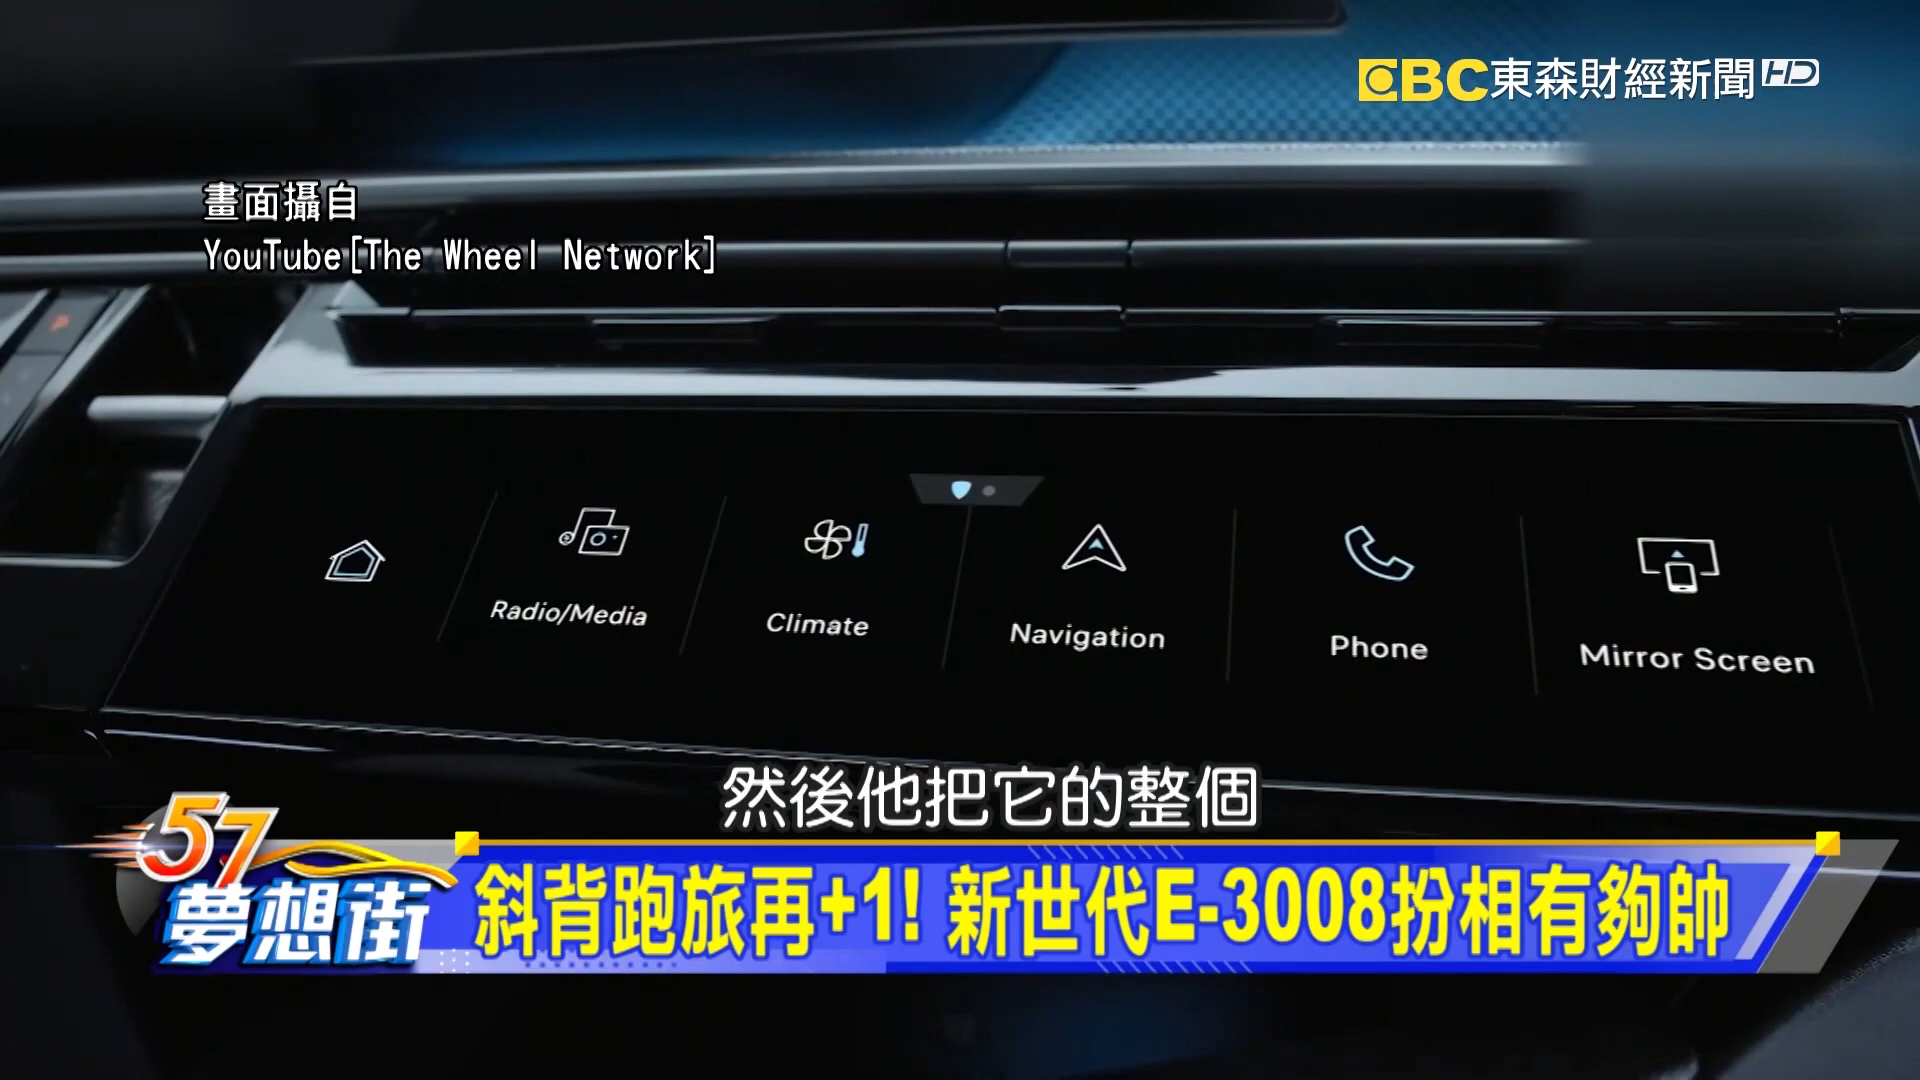 EBC東森財經新聞HD
畫面攝自
YouTube[The Wheel Network]
Radio/Media
Climate
Navigation
Phone
Mirror Screen
然後他把它的整個
57
夢想街
斜背跑旅再+1! 新世代E-3008扮相有夠帥